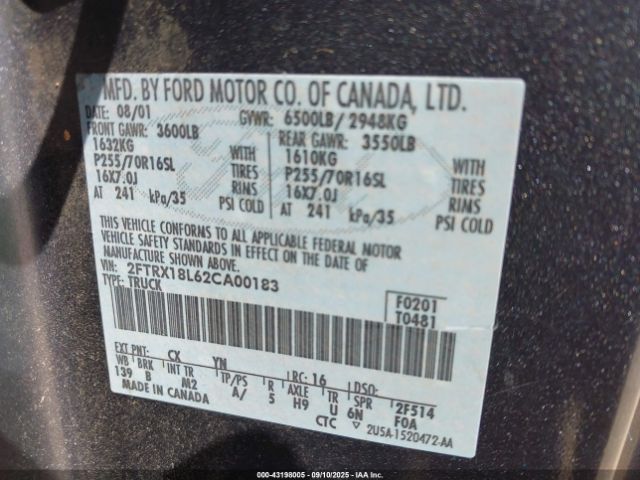 MFD. BY FORD MOTOR CO. OF CANADA, LTD.
DATE: 08/01 GVWR: 6500LB/ 2948KG
FRONT GAWR: 3600LB REAR GAWR: 3550LB
1632KG WITH 1610KG WITH
P255/70R16SL TIRES P255/70R16SL TIRES
16X7.0J RIMS 16X7.0J RIMS
AT 241 kPa/35 PSI COLD AT 241 kPa/35 PSI COLD
THIS VEHICLE CONFORMS TO ALL APPLICABLE FEDERAL MOTOR
VEHICLE SAFETY STANDARDS IN EFFECT ON THE DATE OF
MANUFACTURE SHOWN ABOVE.
VIN: 2FTRX18L62CA00183
TYPE: TRUCK
F0201
T0481
EXT PNT: CX YN RC: 16 DSO:
WB BRK INT TR TP/PS R AXLE TR SPR 2F514
139 B M2 A/ 5 H9 U 6N F0A
MADE IN CANADA CTC ▽ 2U5A-1520472-AA
000-43198005 - 09/10/2025 - IAAI.COM